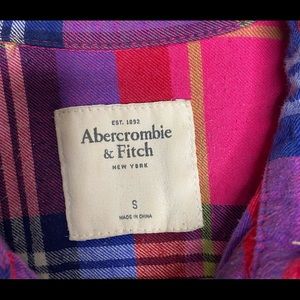 EST. 1892
Abercrombie
& Fitch
NEW YORK
S
MADE IN CHINA